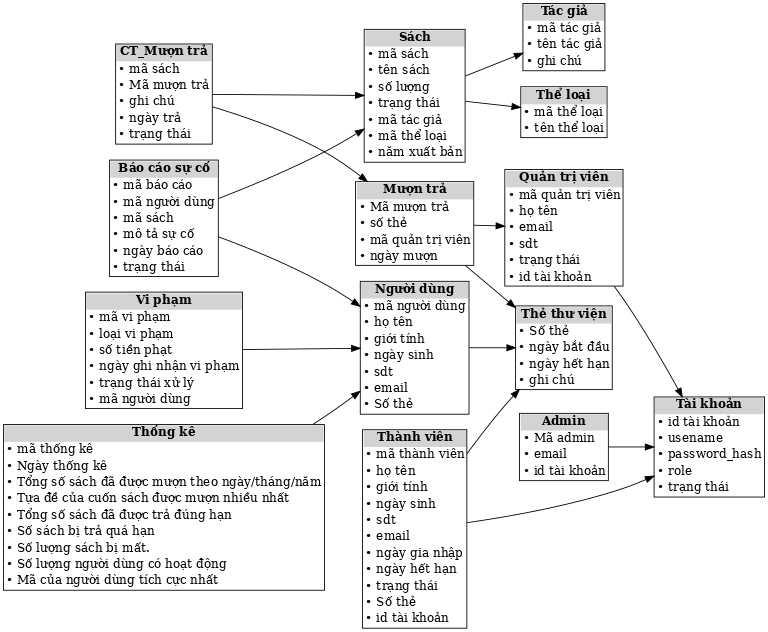 CT_Mượn trả
• mã sách
• Mã mượn trả
• ghi chú
• ngày trả
• trạng thái
Báo cáo sự cố
• mã báo cáo
• mã người dùng
• mã sách
• mô tả sự cố
• ngày báo cáo
• trạng thái
Vi phạm
• mã vi phạm
• loại vi phạm
• số tiền phạt
• ngày ghi nhận vi phạm
• trạng thái xử lý
• mã người dùng
Thống kê
• mã thống kê
• Ngày thống kê
• Tổng số sách đã được mượn theo ngày/tháng/năm
• Tựa đề của cuốn sách được mượn nhiều nhất
• Tổng số sách đã được trả đúng hạn
• Số sách bị trả quá hạn
• Số lượng sách bị mất.
• Số lượng người dùng có hoạt động
• Mã của người dùng tích cực nhất
Sách
• mã sách
• tên sách
• số lượng
• trạng thái
• mã tác giả
• mã thể loại
• năm xuất bản
Mượn trả
• Mã mượn trả
• số thẻ
• mã quản trị viên
• ngày mượn
Người dùng
• mã người dùng
• họ tên
• giới tính
• ngày sinh
• sdt
• email
• Số thẻ
Thành viên
• mã thành viên
• họ tên
• giới tính
• ngày sinh
• sdt
• email
• ngày gia nhập
• ngày hết hạn
• trạng thái
• Số thẻ
• id tài khoản
Tác giả
• mã tác giả
• tên tác giả
• ghi chú
Thể loại
• mã thể loại
• tên thể loại
Quản trị viên
• mã quản trị viên
• họ tên
• email
• sdt
• trạng thái
• id tài khoản
Thẻ thư viện
• Số thẻ
• ngày bắt đầu
• ngày hết hạn
• ghi chú
Admin
• Mã admin
• email
• id tài khoản
Tài khoản
• id tài khoản
• usename
• password_hash
• role
• trạng thái